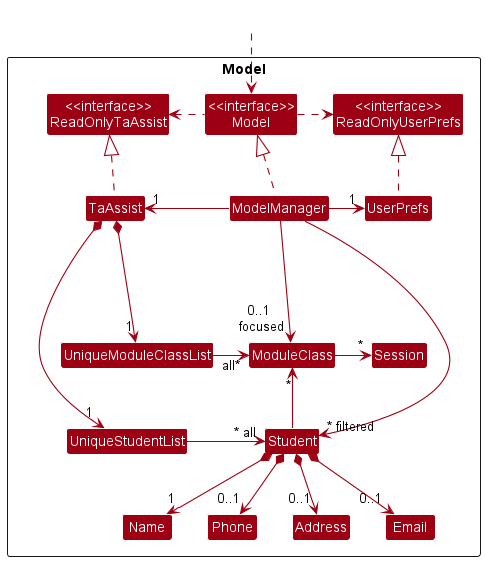 Model
<<interface>>
ReadOnlyTaAssist
<<interface>>
Model
<<interface>>
ReadOnlyUserPrefs
TaAssist
1
ModelManager
1
UserPrefs
0..1
focused
1
UniqueModuleClassList
all*
ModuleClass
*
Session
*
1
UniqueStudentList
* all
Student
* filtered
1
0..1
0..1
0..1
Name
Phone
Address
Email